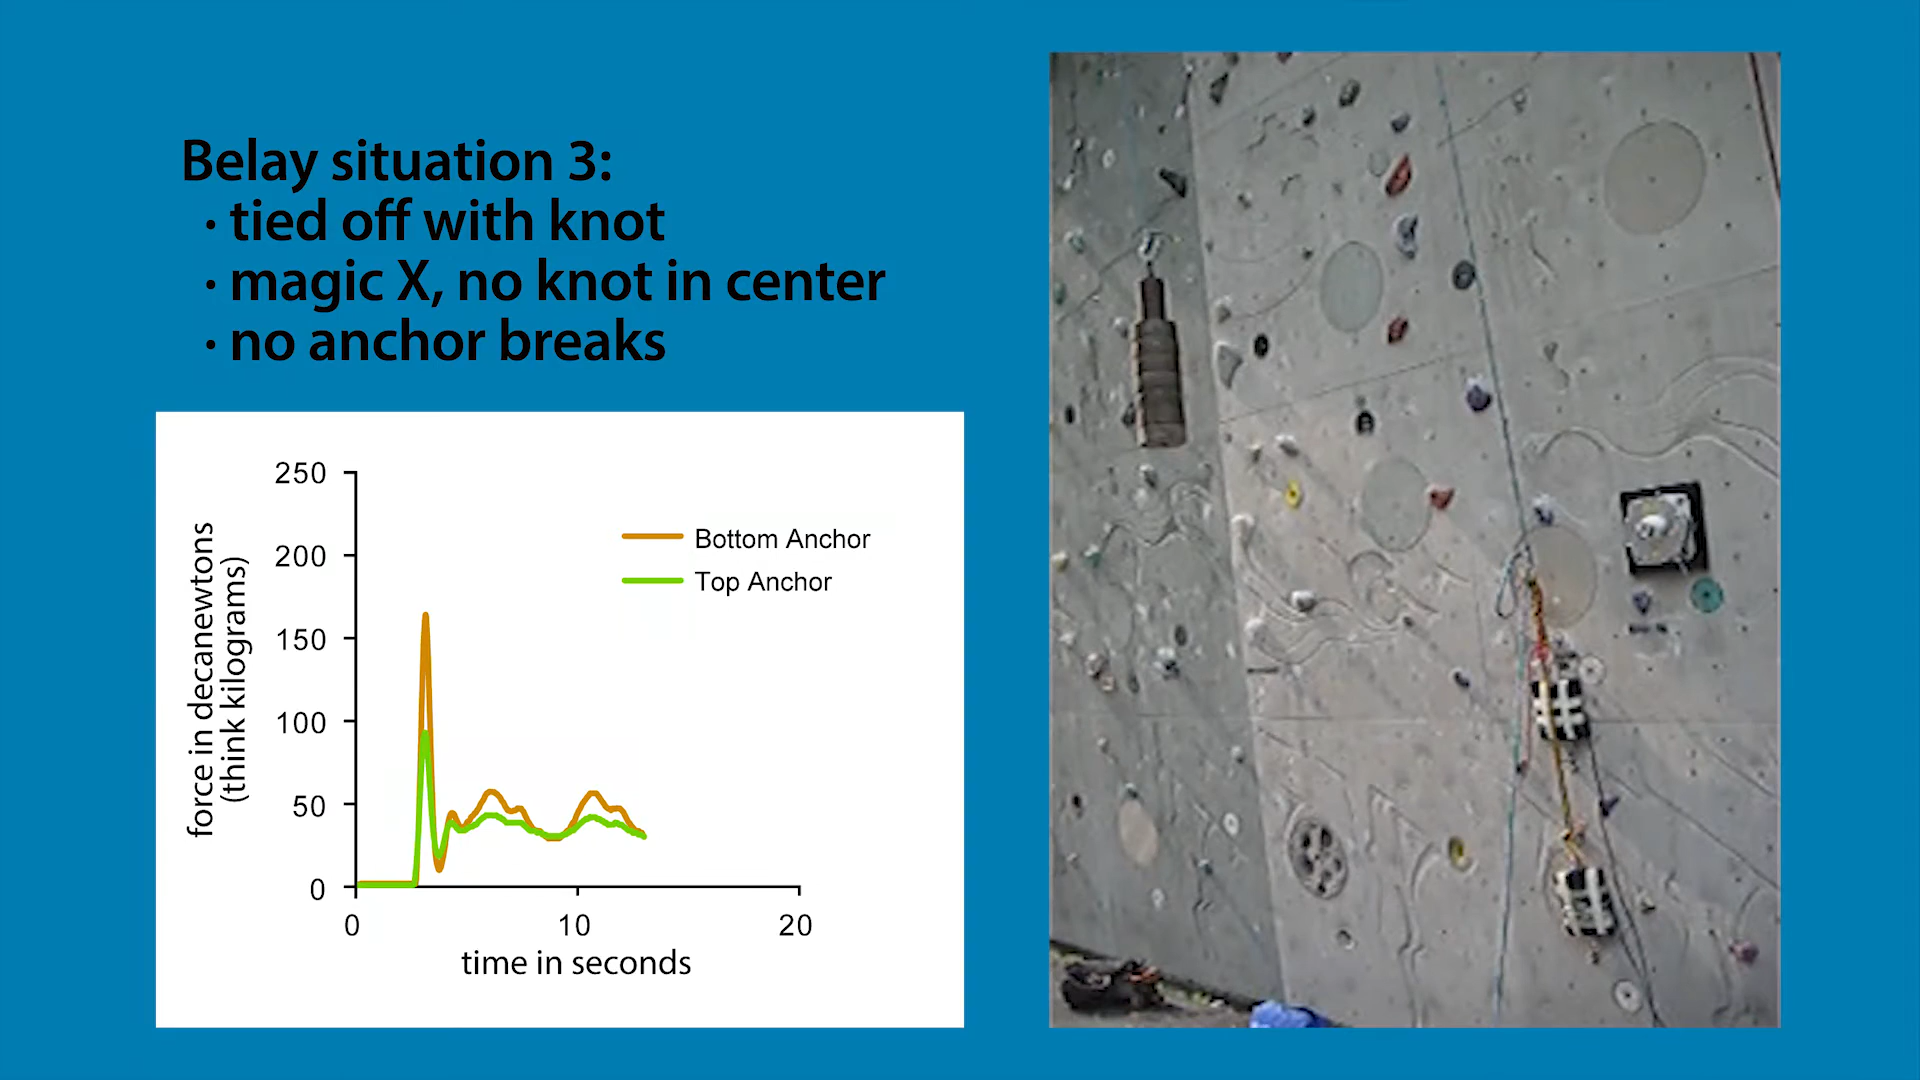 Belay situation 3:
· tied off with knot
· magic X, no knot in center
· no anchor breaks
250
200
150
100
50
0
0 10 20
force in decanewtons
(think kilograms)
time in seconds
Bottom Anchor
Top Anchor